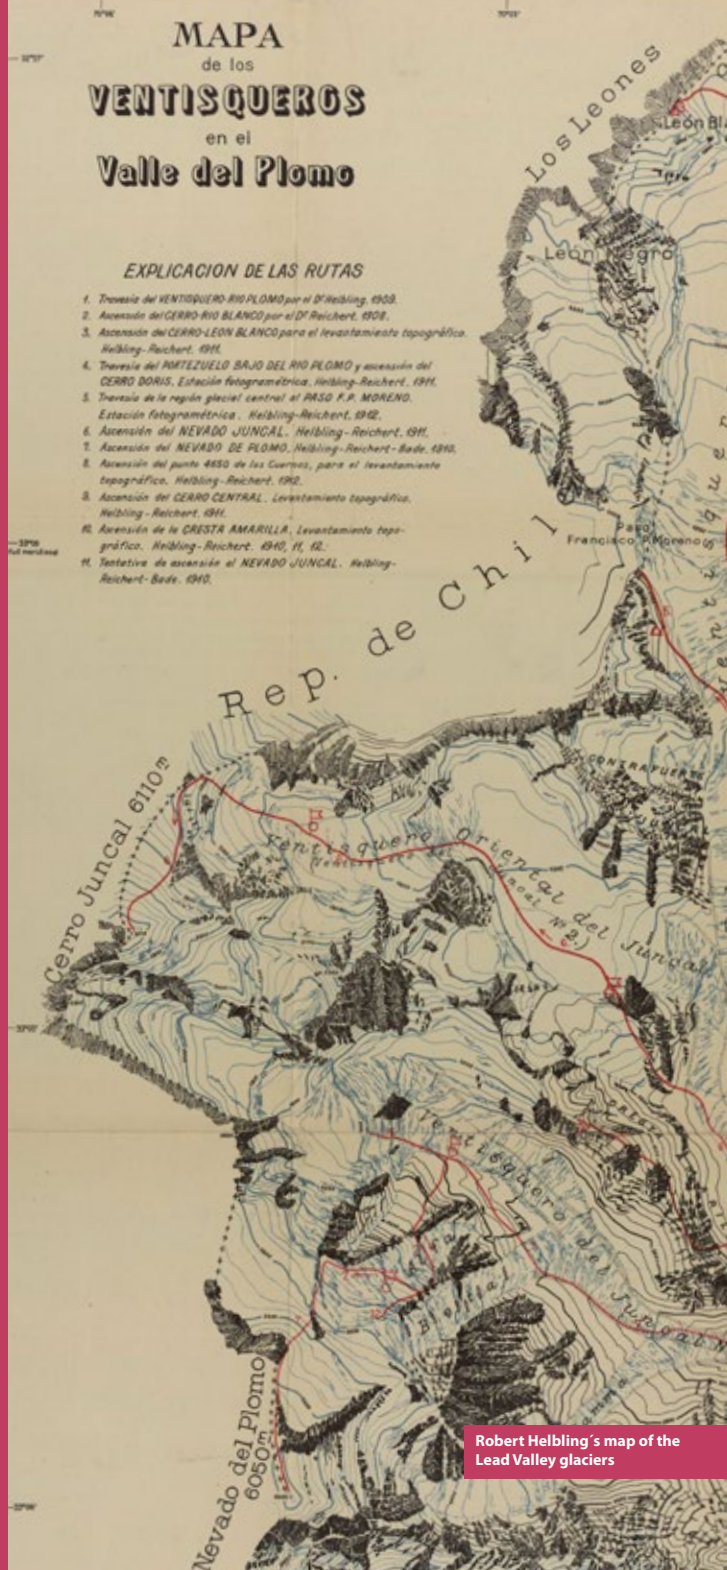 MAPA
de los
VENTISQUEROS
en el
Valle del Plomo
EXPLICACION DE LAS RUTAS
1. Travesía del VENTISQUERO-RIO PLOMO por el Dr Helbling. 1909.
2. Ascensión del CERRO-RIO BLANCO por el Dr Reichert. 1908.
3. Ascensión del CERRO-LEON BLANCO para el levantamiento topográfico.
Helbling-Reichert. 1911.
4. Travesía del PORTEZUELO BAJO DEL RIO PLOMO y ascensión del
CERRO DORIS. Estación fotogramétrica. Helbling-Reichert. 1911.
5. Travesía de la región glacial central al PASO F.P. MORENO.
Estación fotogramétrica. Helbling-Reichert. 1912.
6. Ascensión del NEVADO JUNCAL. Helbling-Reichert. 1911.
7. Ascensión del NEVADO DE PLOMO. Helbling-Reichert-Bade. 1910.
8. Ascensión del punto 4650 de los Cuernos, para el levantamiento
topográfico. Helbling-Reichert. 1912.
9. Ascensión del CERRO CENTRAL. Levantamiento topográfico.
Helbling-Reichert. 1911.
10. Ascensión de la CRESTA AMARILLA. Levantamiento topo-
gráfico. Helbling-Reichert. 1910, 11, 12.
11. Tentativa de ascensión al NEVADO JUNCAL. Helbling-
Reichert-Bade. 1910.
Los Leones
León Bla
León Negro
Paso
Francisco P. Moreno
Rep. de Chil
CONTRAFUERTE
Cerro Juncal 6110 m
Ventisquero Oriental del Juncal
Juncal Nº 2.)
Ventisquero del Juncal N
Nevado del Plomo
6050 m
Robert Helbling´s map of the
Lead Valley glaciers